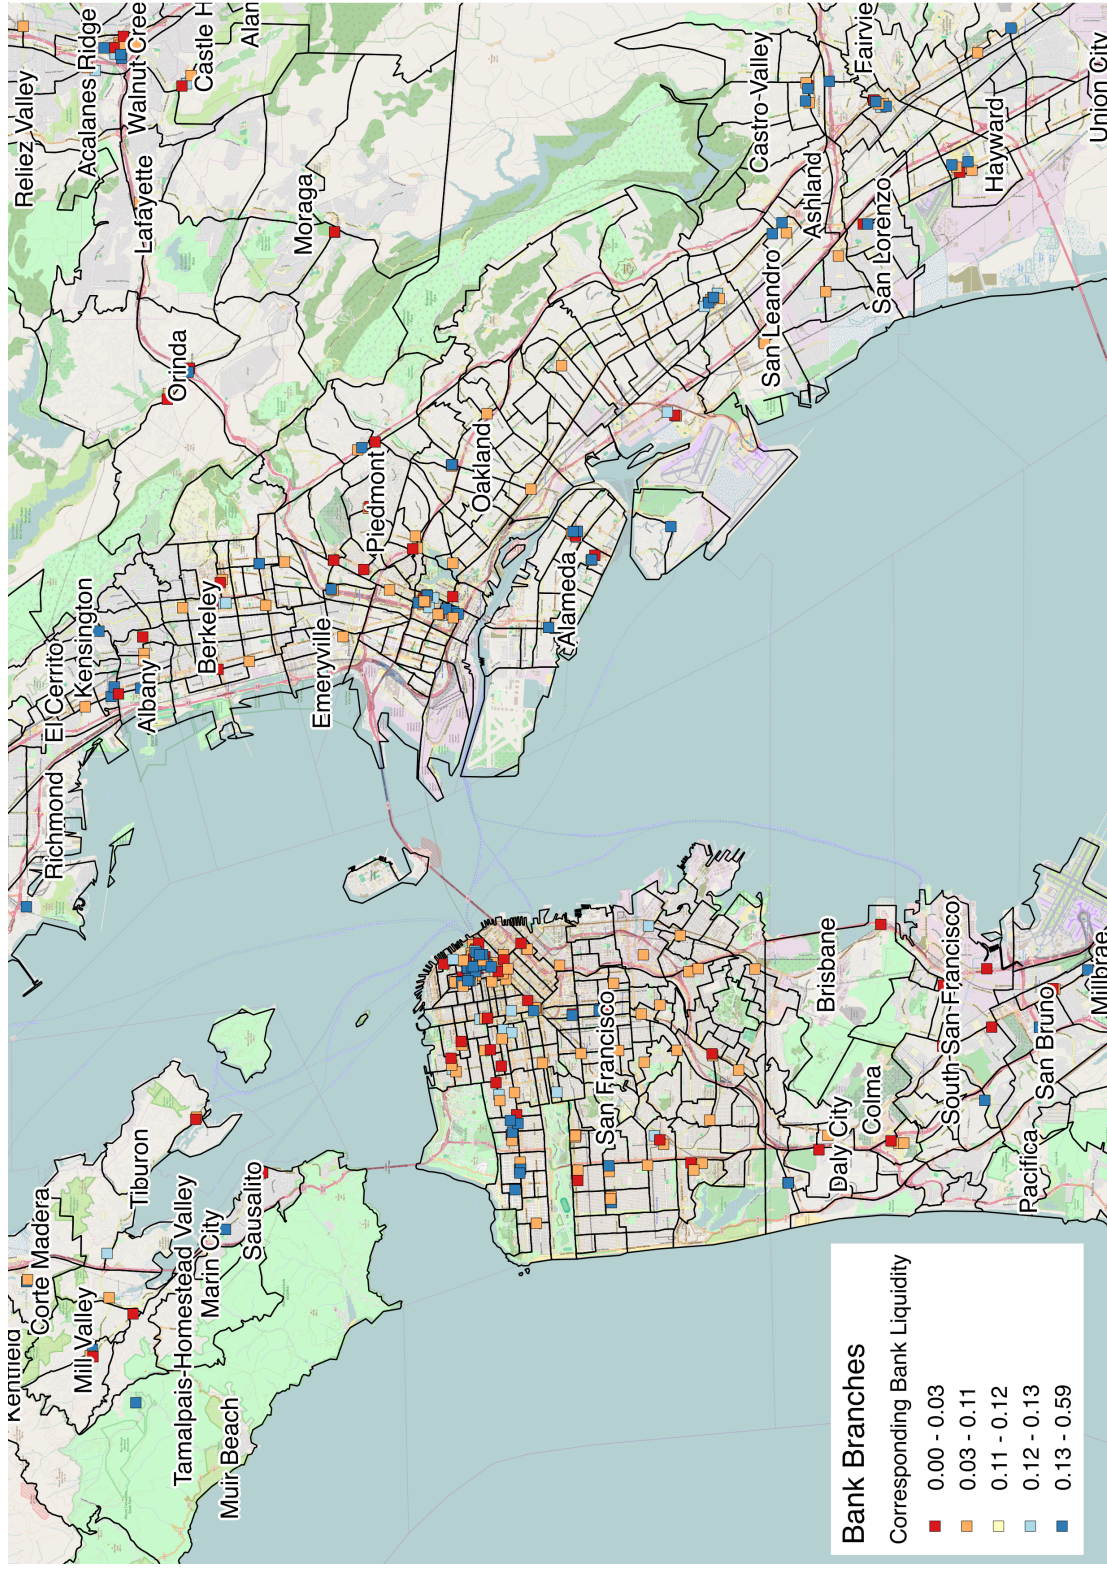 Kentfield
Corte Madera
Mill Valley
Tiburon
Tamalpais-Homestead Valley
Marin City
Sausalito
Muir Beach
Richmond
El Cerrito
Kensington
Albany
Berkeley
Emeryville
Piedmont
Oakland
Alameda
Orinda
Moraga
Lafayette
Reliez Valley
Acalanes Ridge
Walnut Cree
Castle H
Alan
San Francisco
Brisbane
Daly City
Colma
South-San Francisco
San Bruno
Pacifica
Millbrae
San Leandro
Ashland
San Lorenzo
Castro-Valley
Fairvie
Hayward
Union City
Bank Branches
Corresponding Bank Liquidity
0.00 - 0.03
0.03 - 0.11
0.11 - 0.12
0.12 - 0.13
0.13 - 0.59